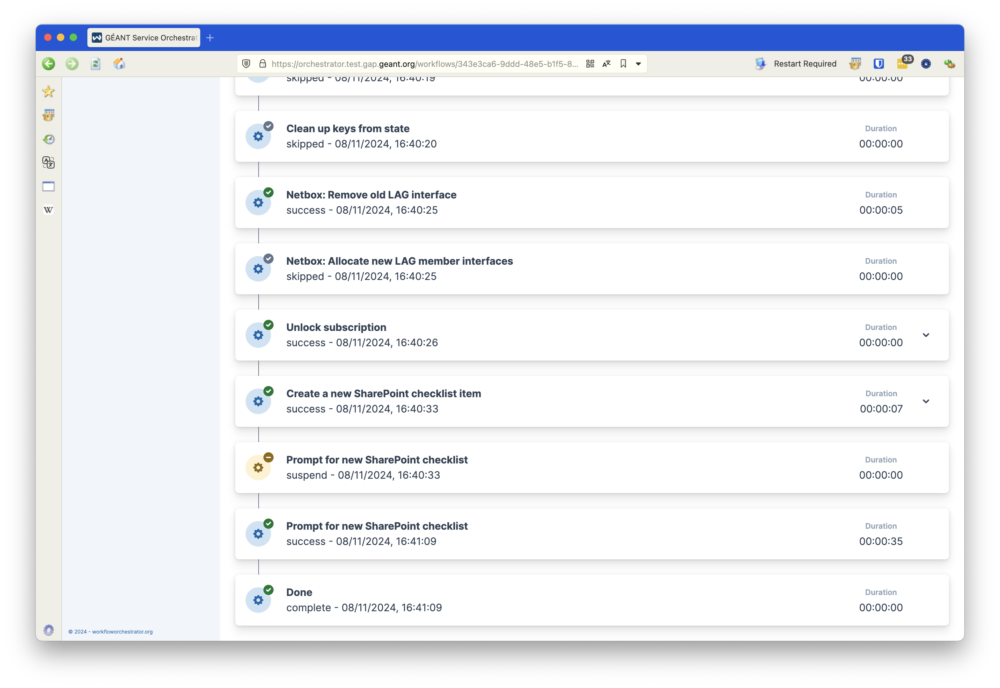 GÉANT Service Orchestrat
https://orchestrator.test.gap.geant.org/workflows/343e3ca6-9ddd-48e5-b1f5-8...
Restart Required
33
skipped - 08/11/2024, 16:40:19
00:00:00
Clean up keys from state
Duration
skipped - 08/11/2024, 16:40:20
00:00:00
Netbox: Remove old LAG interface
Duration
success - 08/11/2024, 16:40:25
00:00:05
Netbox: Allocate new LAG member interfaces
Duration
skipped - 08/11/2024, 16:40:25
00:00:00
Unlock subscription
Duration
success - 08/11/2024, 16:40:26
00:00:00
Create a new SharePoint checklist item
Duration
success - 08/11/2024, 16:40:33
00:00:07
Prompt for new SharePoint checklist
Duration
suspend - 08/11/2024, 16:40:33
00:00:00
Prompt for new SharePoint checklist
Duration
success - 08/11/2024, 16:41:09
00:00:35
Done
Duration
complete - 08/11/2024, 16:41:09
00:00:00
W
© 2024 - workfloworchestrator.org